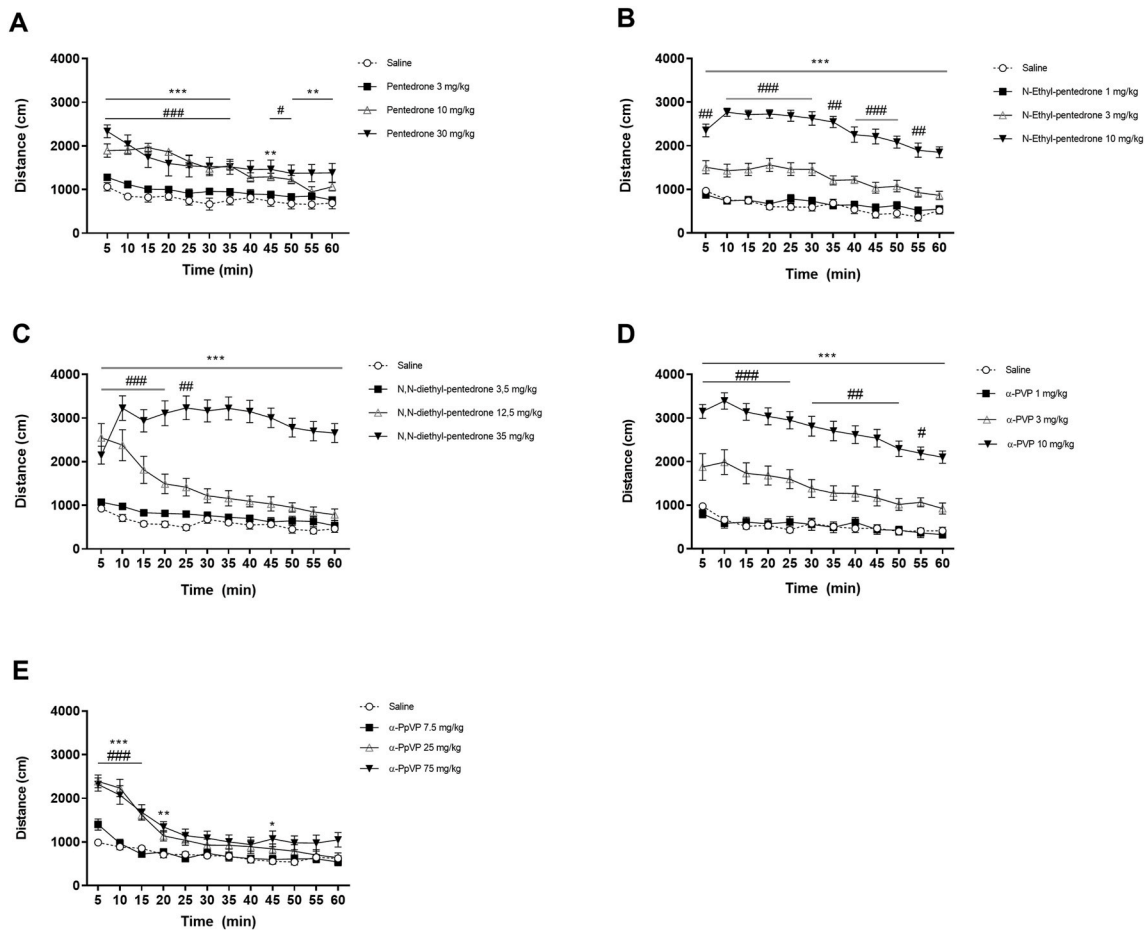 A
Distance (cm)
4000
3000
2000
1000
0
***
###
#
**
**
5 10 15 20 25 30 35 40 45 50 55 60
Time (min)
Saline
Pentedrone 3 mg/kg
Pentedrone 10 mg/kg
Pentedrone 30 mg/kg
B
Distance (cm)
4000
3000
2000
1000
0
***
## ### ## ### ##
5 10 15 20 25 30 35 40 45 50 55 60
Time (min)
Saline
N-Ethyl-pentedrone 1 mg/kg
N-Ethyl-pentedrone 3 mg/kg
N-Ethyl-pentedrone 10 mg/kg
C
Distance (cm)
4000
3000
2000
1000
0
***
### ##
5 10 15 20 25 30 35 40 45 50 55 60
Time (min)
Saline
N,N-diethyl-pentedrone 3,5 mg/kg
N,N-diethyl-pentedrone 12,5 mg/kg
N,N-diethyl-pentedrone 35 mg/kg
D
Distance (cm)
4000
3000
2000
1000
0
***
###
##
#
5 10 15 20 25 30 35 40 45 50 55 60
Time (min)
Saline
α-PVP 1 mg/kg
α-PVP 3 mg/kg
α-PVP 10 mg/kg
E
Distance (cm)
4000
3000
2000
1000
0
***
###
**
*
5 10 15 20 25 30 35 40 45 50 55 60
Time (min)
Saline
α-PpVP 7.5 mg/kg
α-PpVP 25 mg/kg
α-PpVP 75 mg/kg